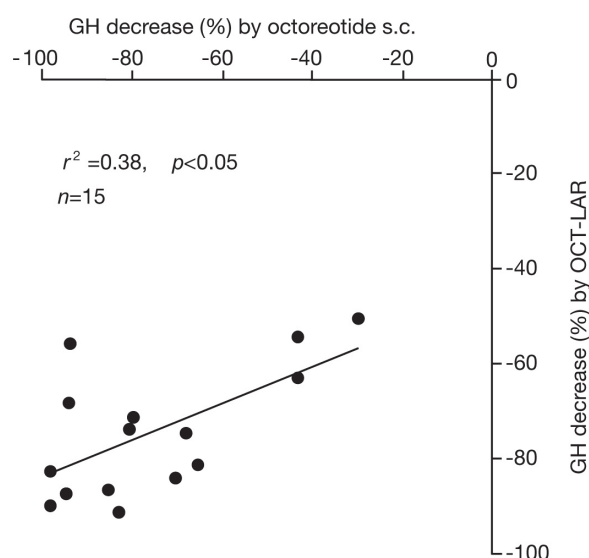 GH decrease (%) by octoreotide s.c.
-100 -80 -60 -40 -20 0
0
r² =0.38, p<0.05
n=15
-20
-40
-60
-80
-100
GH decrease (%) by OCT-LAR